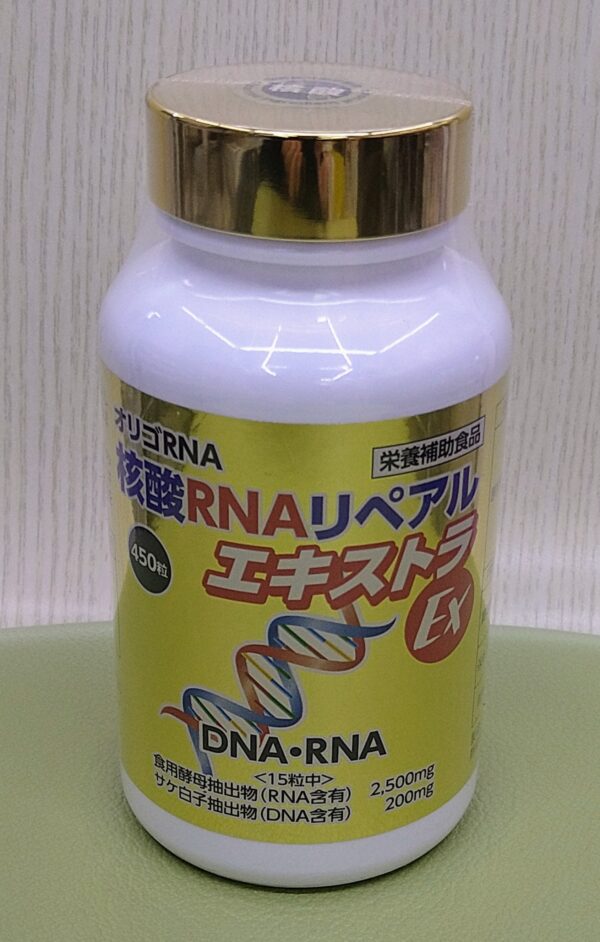 核酸
オリゴRNA
栄養補助食品
核酸RNAリペアル
450粒
エキストラ
EX
DNA・RNA
<15粒中>
食用酵母抽出物(RNA含有) 2,500mg
サケ白子抽出物(DNA含有) 200mg